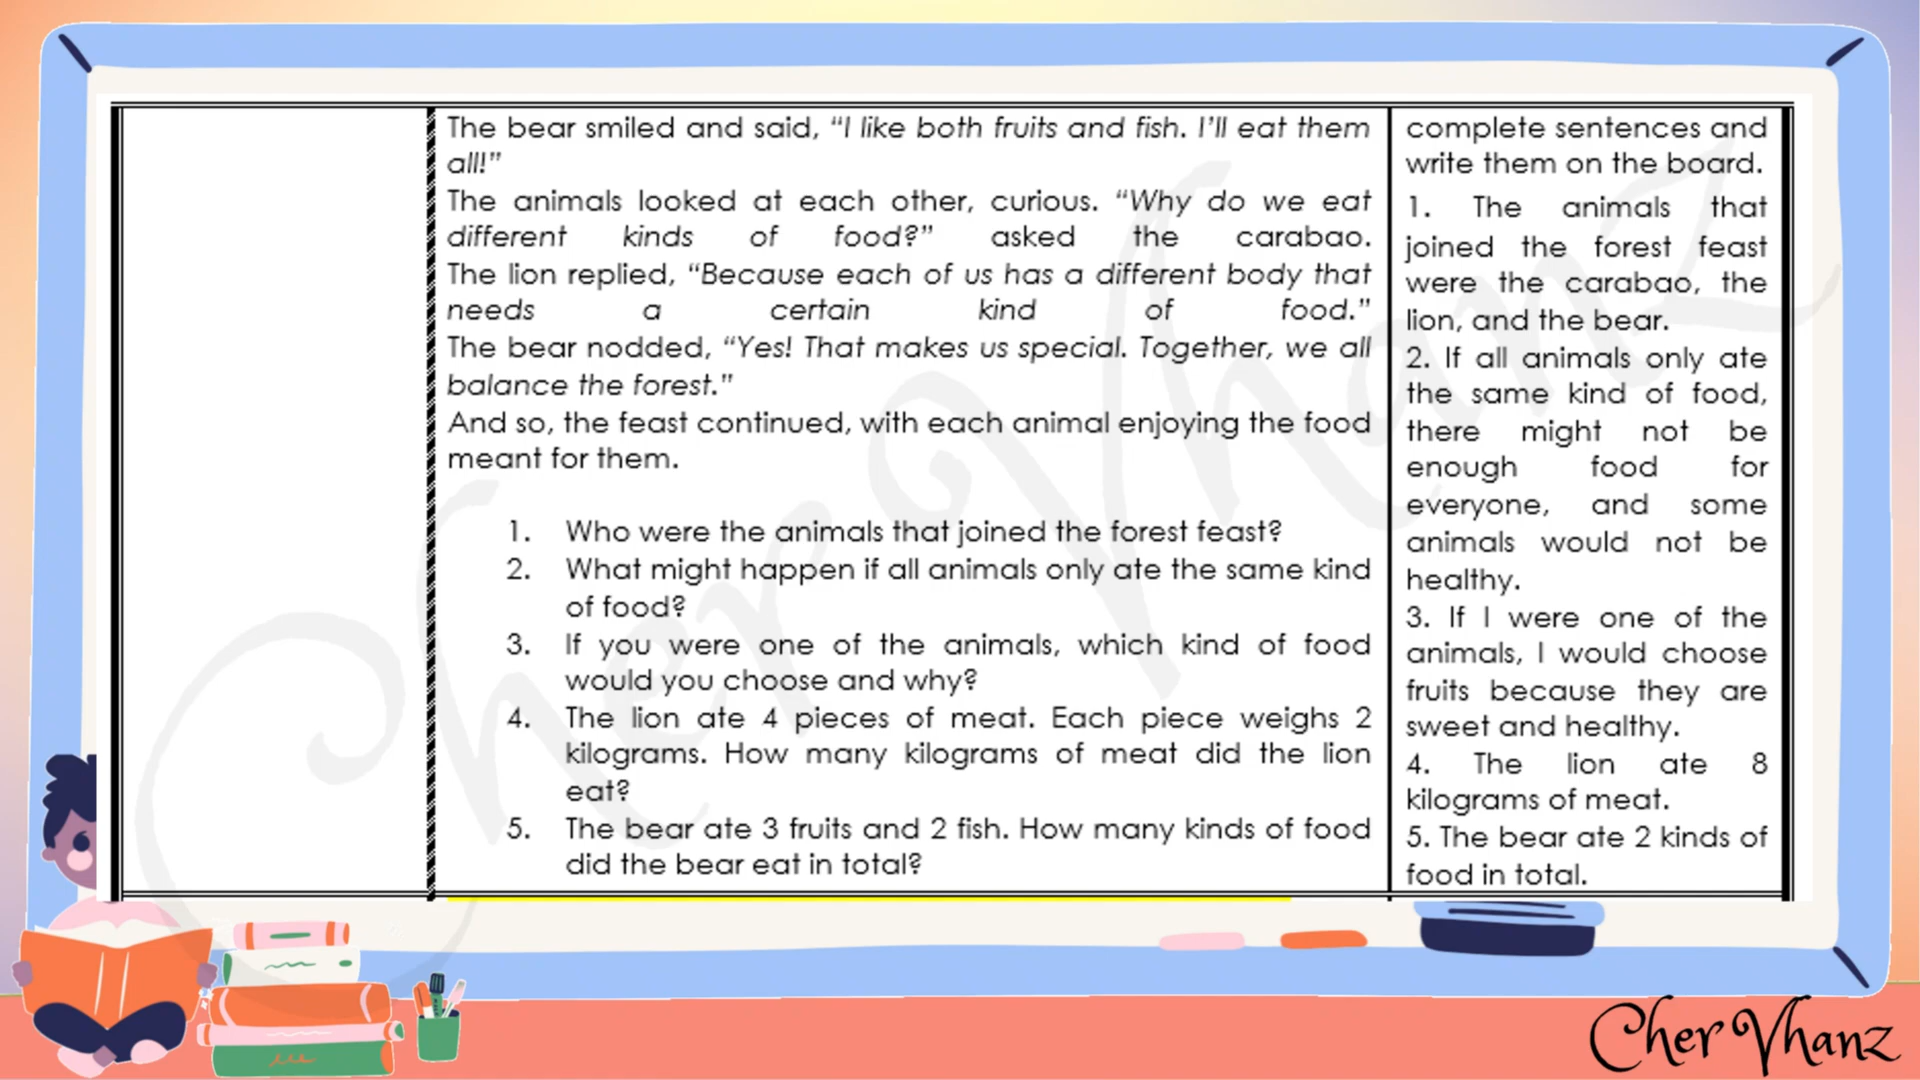 The bear smiled and said, “I like both fruits and fish. I’ll eat them
all!”
The animals looked at each other, curious. “Why do we eat
different kinds of food?” asked the carabao.
The lion replied, “Because each of us has a different body that
needs a certain kind of food.”
The bear nodded, “Yes! That makes us special. Together, we all
balance the forest.”
And so, the feast continued, with each animal enjoying the food
meant for them.
1. Who were the animals that joined the forest feast?
2. What might happen if all animals only ate the same kind
of food?
3. If you were one of the animals, which kind of food
would you choose and why?
4. The lion ate 4 pieces of meat. Each piece weighs 2
kilograms. How many kilograms of meat did the lion
eat?
5. The bear ate 3 fruits and 2 fish. How many kinds of food
did the bear eat in total?
complete sentences and
write them on the board.
1. The animals that
joined the forest feast
were the carabao, the
lion, and the bear.
2. If all animals only ate
the same kind of food,
there might not be
enough food for
everyone, and some
animals would not be
healthy.
3. If I were one of the
animals, I would choose
fruits because they are
sweet and healthy.
4. The lion ate 8
kilograms of meat.
5. The bear ate 2 kinds of
food in total.
Cher Vhanz
Cher Vhanz